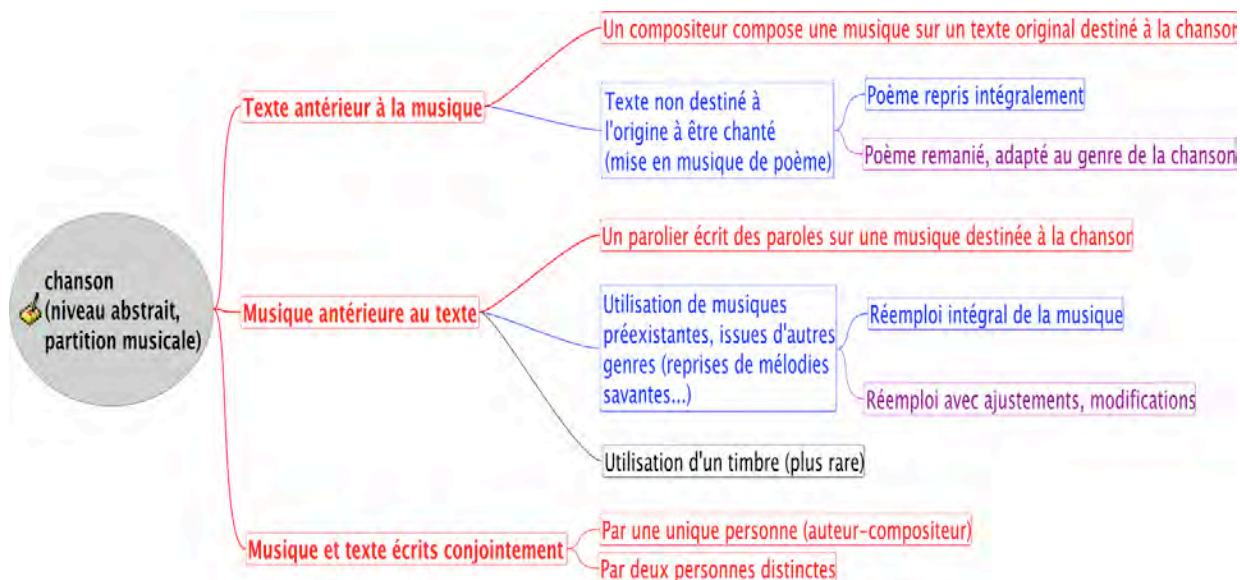 Un compositeur compose une musique sur un texte original destiné à la chanson
Texte antérieur à la musique
Texte non destiné à
l'origine à être chanté
(mise en musique de poème)
Poème repris intégralement
Poème remanié, adapté au genre de la chanson
chanson
(niveau abstrait,
partition musicale)
Musique antérieure au texte
Un parolier écrit des paroles sur une musique destinée à la chanson
Utilisation de musiques
préexistantes, issues d'autres
genres (reprises de mélodies
savantes...)
Réemploi intégral de la musique
Réemploi avec ajustements, modifications
Utilisation d'un timbre (plus rare)
Musique et texte écrits conjointement
Par une unique personne (auteur-compositeur)
Par deux personnes distinctes